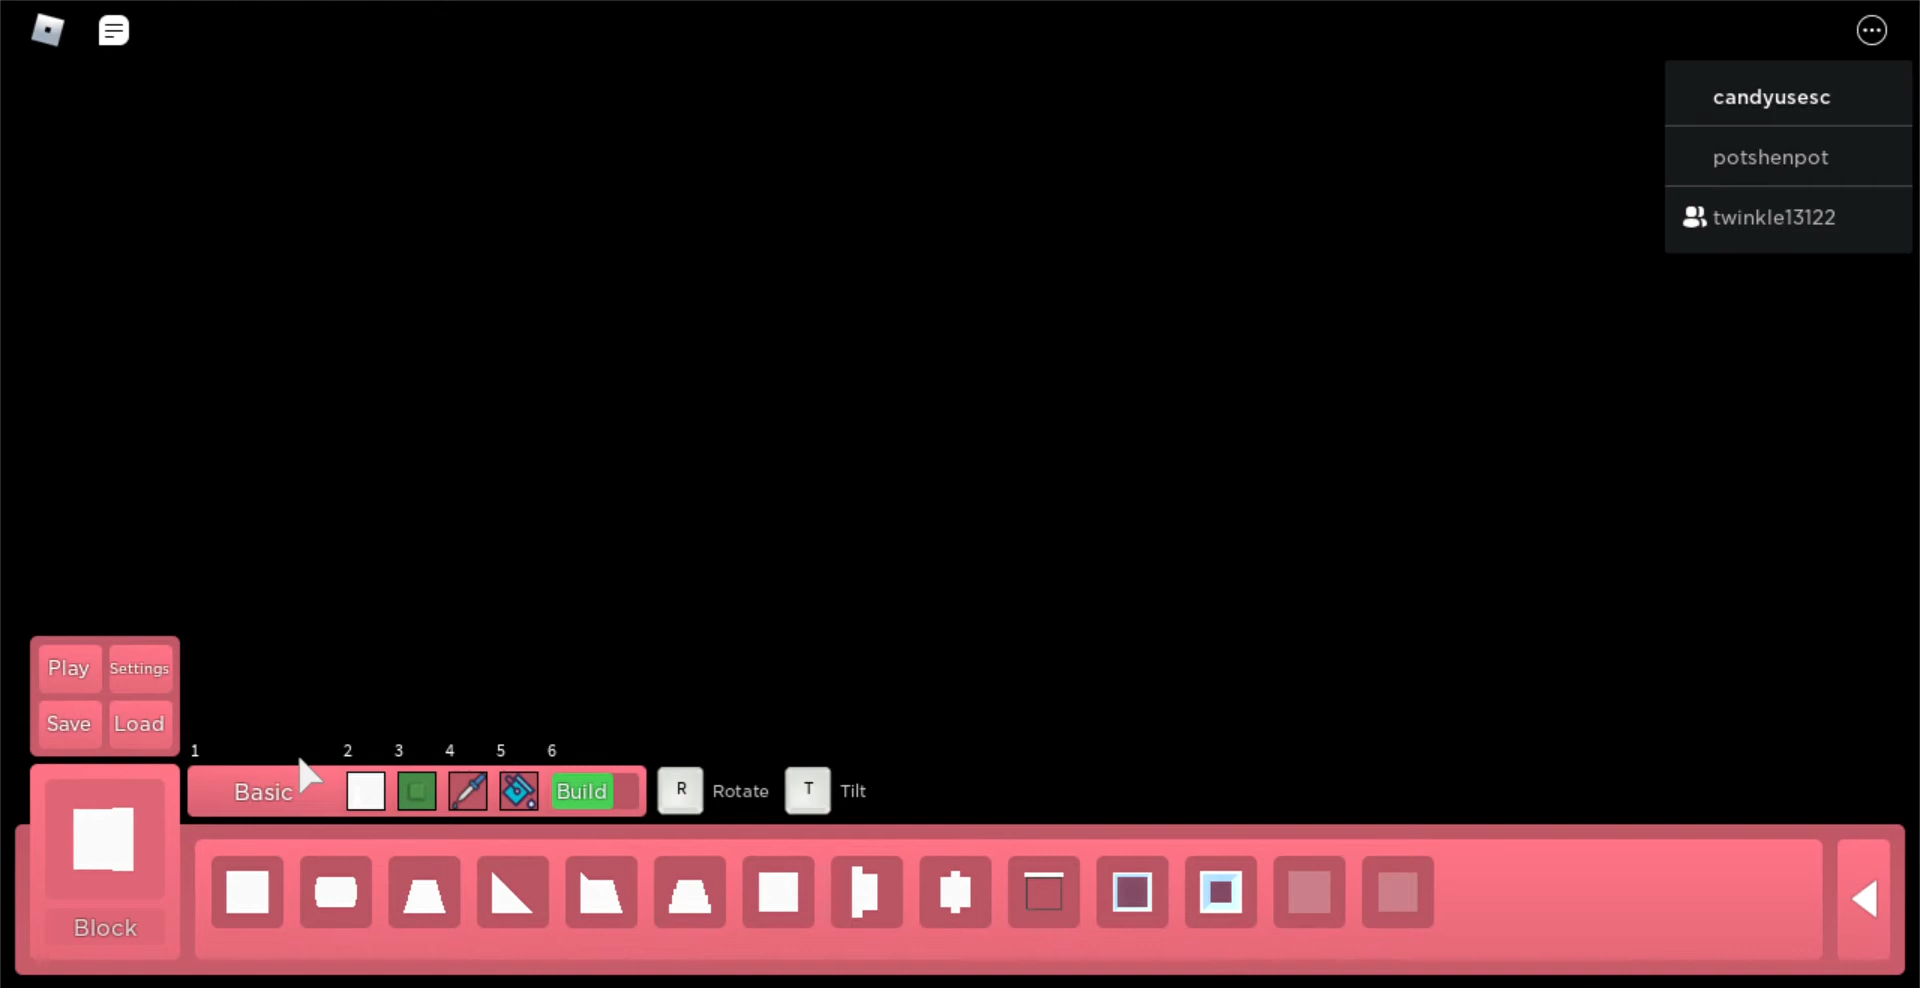 candyusesc
potshenpot
twinkle13122
Play Settings
Save Load
1 2 3 4 5 6
Basic Build R Rotate T Tilt
Block